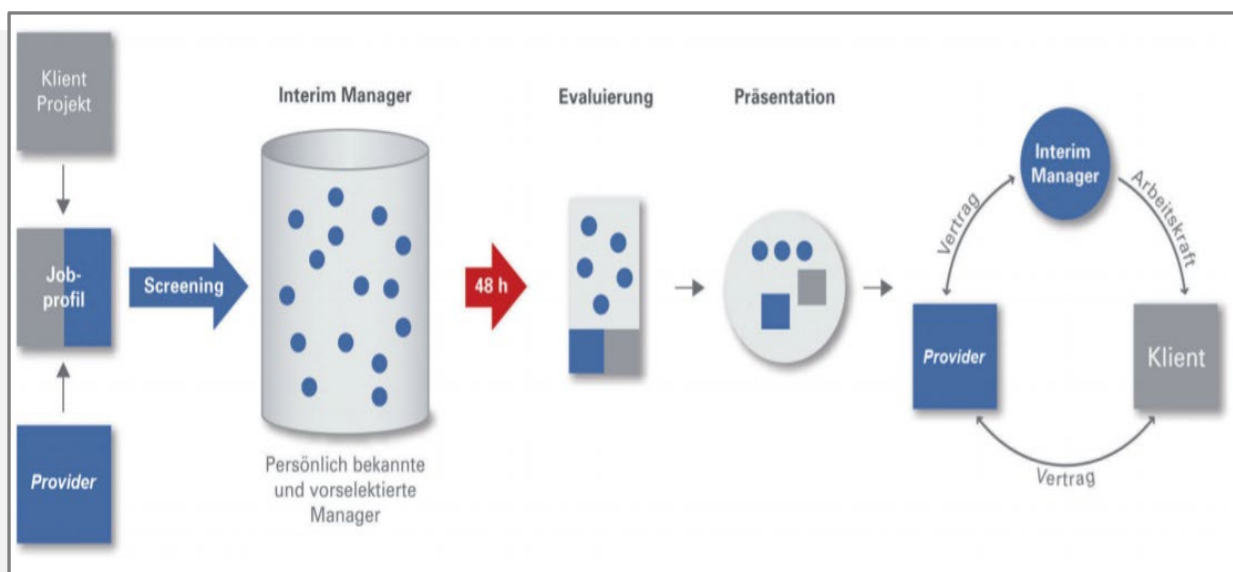 Klient
Projekt
Job-
profil
Provider
Screening
Interim Manager
Persönlich bekannte
und vorselektierte
Manager
48 h
Evaluierung
Präsentation
Interim
Manager
Vertrag
Arbeitskraft
Provider
Klient
Vertrag